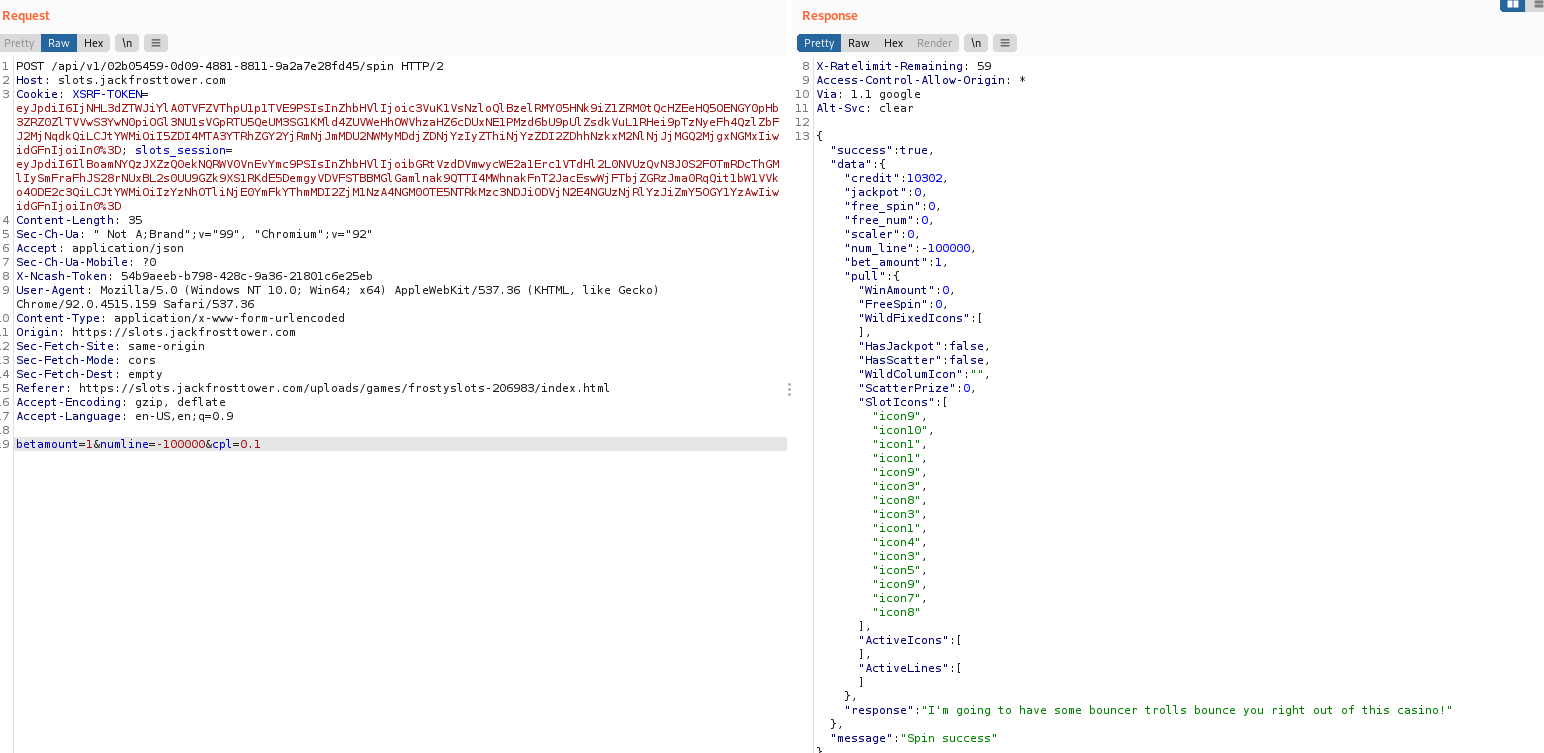 Request
Pretty Raw Hex \n
1 POST /api/v1/02b05459-0d09-4881-8811-9a2a7e28fd45/spin HTTP/2
2 Host: slots.jackfrosttower.com
3 Cookie: XSRF-TOKEN=
idGFnIjoiIn0%3D; slots_session=
idGFnIjoiIn0%3D
4 Content-Length: 35
5 Sec-Ch-Ua: " Not A;Brand";v="99", "Chromium";v="92"
6 Accept: application/json
7 Sec-Ch-Ua-Mobile: ?0
8 X-Ncash-Token: 54b9aeeb-b798-428c-9a36-21801c6e25eb
9 User-Agent: Mozilla/5.0 (Windows NT 10.0; Win64; x64) AppleWebKit/537.36 (KHTML, like Gecko)
Chrome/92.0.4515.159 Safari/537.36
0 Content-Type: application/x-www-form-urlencoded
1 Origin: https://slots.jackfrosttower.com
2 Sec-Fetch-Site: same-origin
3 Sec-Fetch-Mode: cors
4 Sec-Fetch-Dest: empty
5 Referer: https://slots.jackfrosttower.com/uploads/games/frostyslots-206983/index.html
6 Accept-Encoding: gzip, deflate
7 Accept-Language: en-US,en;q=0.9
8
9 betamount=1&numline=-100000&cpl=0.1
Response
Pretty Raw Hex Render \n
8 X-Ratelimit-Remaining: 59
9 Access-Control-Allow-Origin: *
10 Via: 1.1 google
11 Alt-Svc: clear
12
13 {
"success":true,
"data":{
"credit":10302,
"jackpot":0,
"free_spin":0,
"free_num":0,
"scaler":0,
"num_line":-100000,
"bet_amount":1,
"pull":{
"WinAmount":0,
"FreeSpin":0,
"WildFixedIcons":[
],
"HasJackpot":false,
"HasScatter":false,
"WildColumIcon":"",
"ScatterPrize":0,
"SlotIcons":[
"icon9",
"icon10",
"icon1",
"icon1",
"icon9",
"icon3",
"icon8",
"icon3",
"icon1",
"icon4",
"icon3",
"icon5",
"icon9",
"icon7",
"icon8"
],
"ActiveIcons":[
],
"ActiveLines":[
]
},
"response":"I'm going to have some bouncer trolls bounce you right out of this casino!"
},
"message":"Spin success"
}